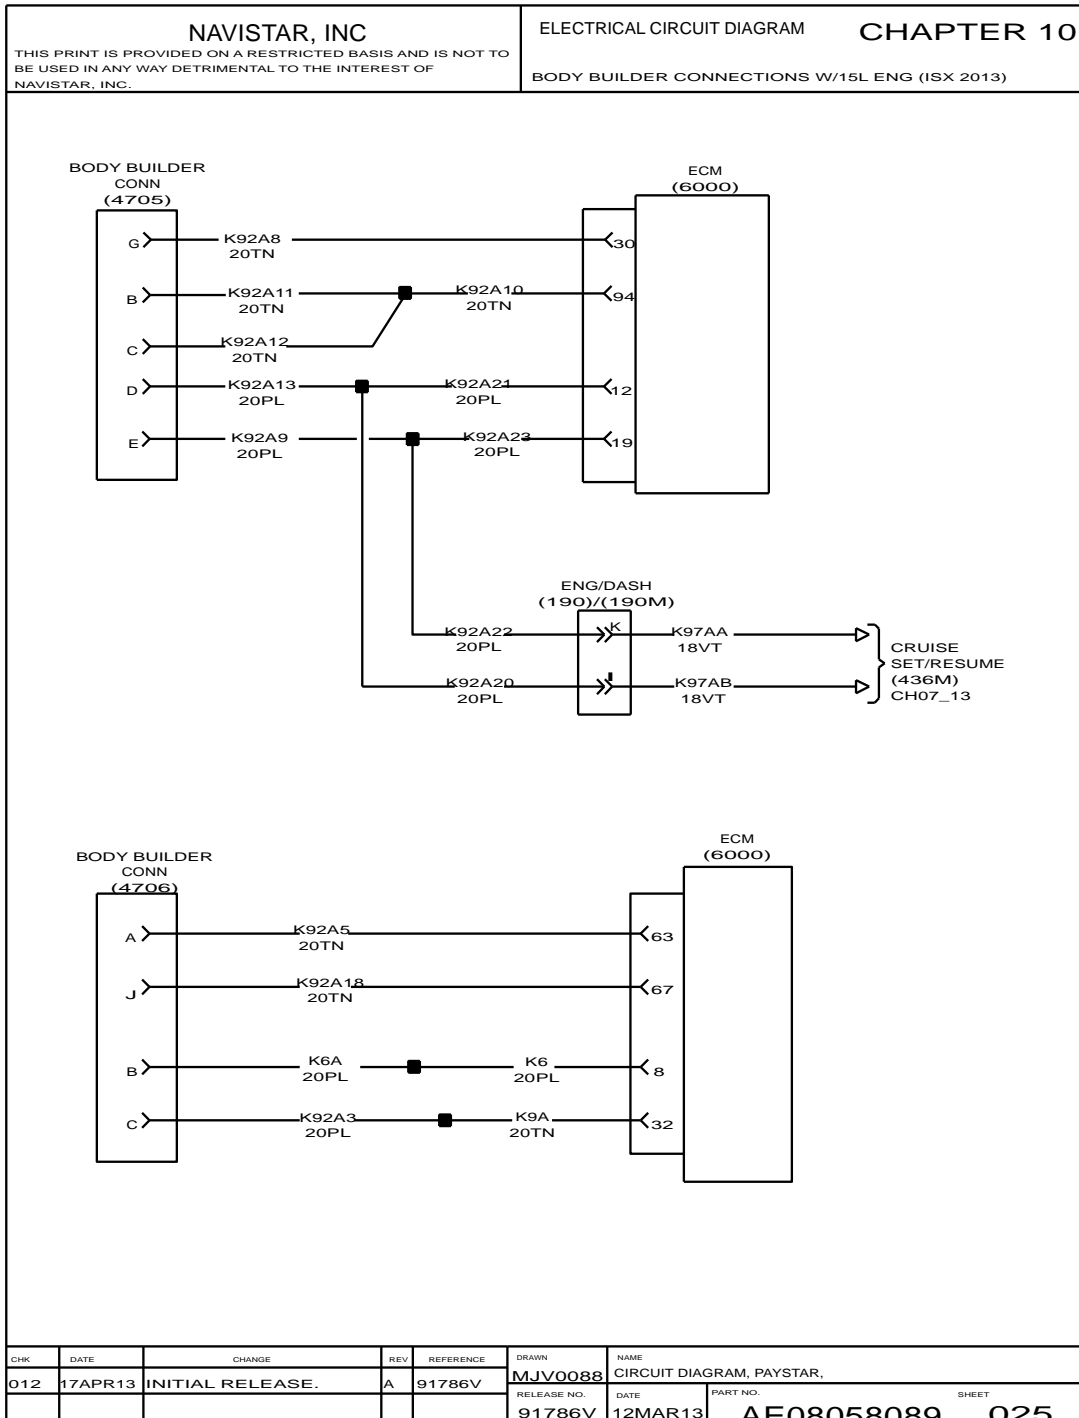 NAVISTAR, INC
THIS PRINT IS PROVIDED ON A RESTRICTED BASIS AND IS NOT TO
BE USED IN ANY WAY DETRIMENTAL TO THE INTEREST OF
NAVISTAR, INC.
ELECTRICAL CIRCUIT DIAGRAM CHAPTER 10
BODY BUILDER CONNECTIONS W/15L ENG (ISX 2013)
BODY BUILDER
CONN
(4705)
ECM
(6000)
G K92A8 30
20TN
B K92A11 K92A10 94
20TN 20TN
C K92A12
20TN
D K92A13 K92A21 12
20PL 20PL
E K92A9 K92A23 19
20PL 20PL
ENG/DASH
(190)/(190M)
K92A22 K K97AA
20PL 18VT
K92A20 K97AB
20PL 18VT
CRUISE
SET/RESUME
(436M)
CH07_13
BODY BUILDER
CONN
(4706)
ECM
(6000)
A K92A5 63
20TN
J K92A18 67
20TN
B K6A K6 8
20PL 20PL
C K92A3 K9A 32
20PL 20TN
CHK DATE CHANGE REV REFERENCE
012 17APR13 INITIAL RELEASE. A 91786V
DRAWN
MJV0088
NAME
CIRCUIT DIAGRAM, PAYSTAR,
RELEASE NO. DATE PART NO. SHEET
91786V 12MAR13 AE08058089 025